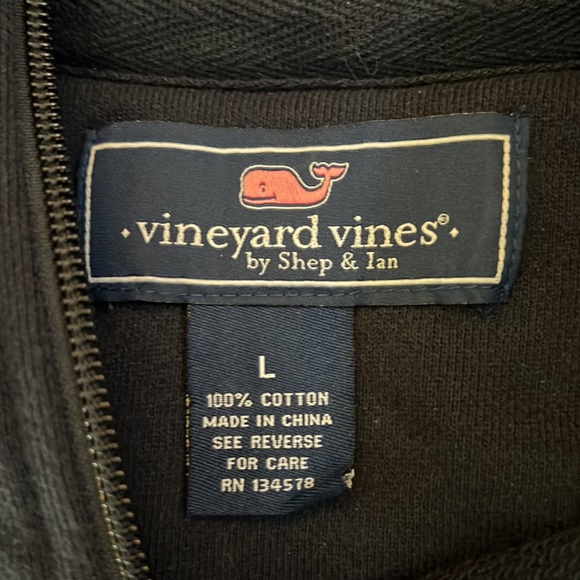 vineyard vines®
by Shep & Ian
L
100% COTTON
MADE IN CHINA
SEE REVERSE
FOR CARE
RN 134578